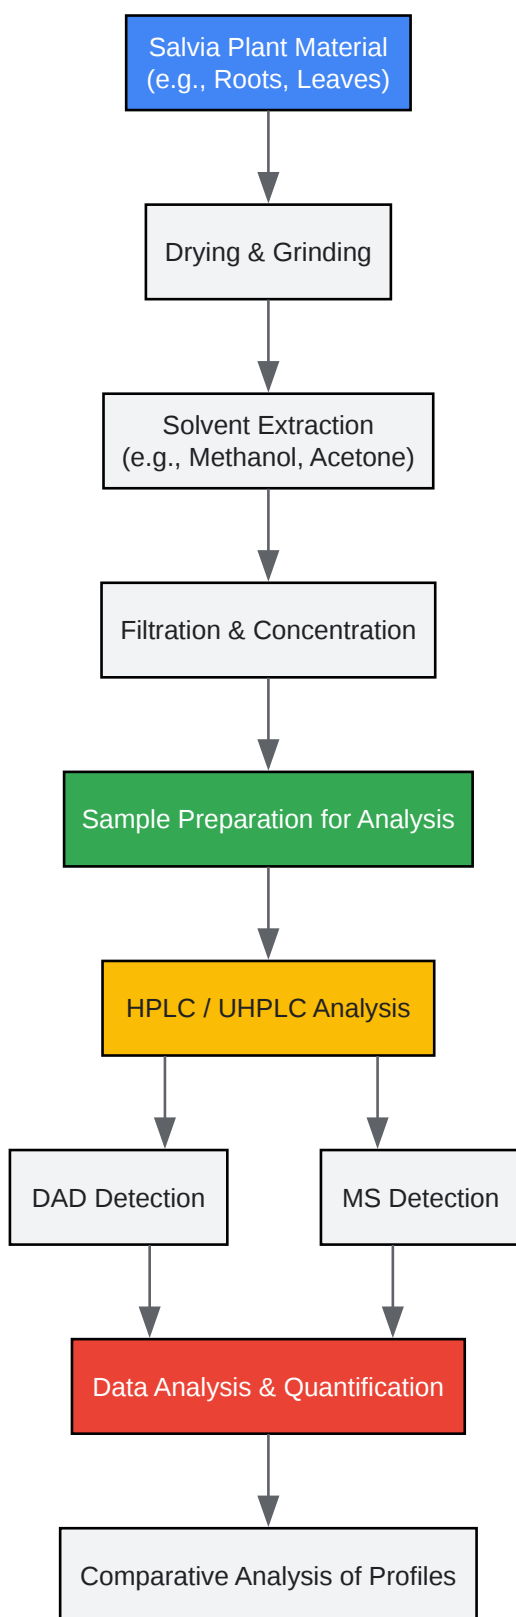 Salvia Plant Material
(e.g., Roots, Leaves)
Drying & Grinding
Solvent Extraction
(e.g., Methanol, Acetone)
Filtration & Concentration
Sample Preparation for Analysis
HPLC / UHPLC Analysis
DAD Detection
MS Detection
Data Analysis & Quantification
Comparative Analysis of Profiles